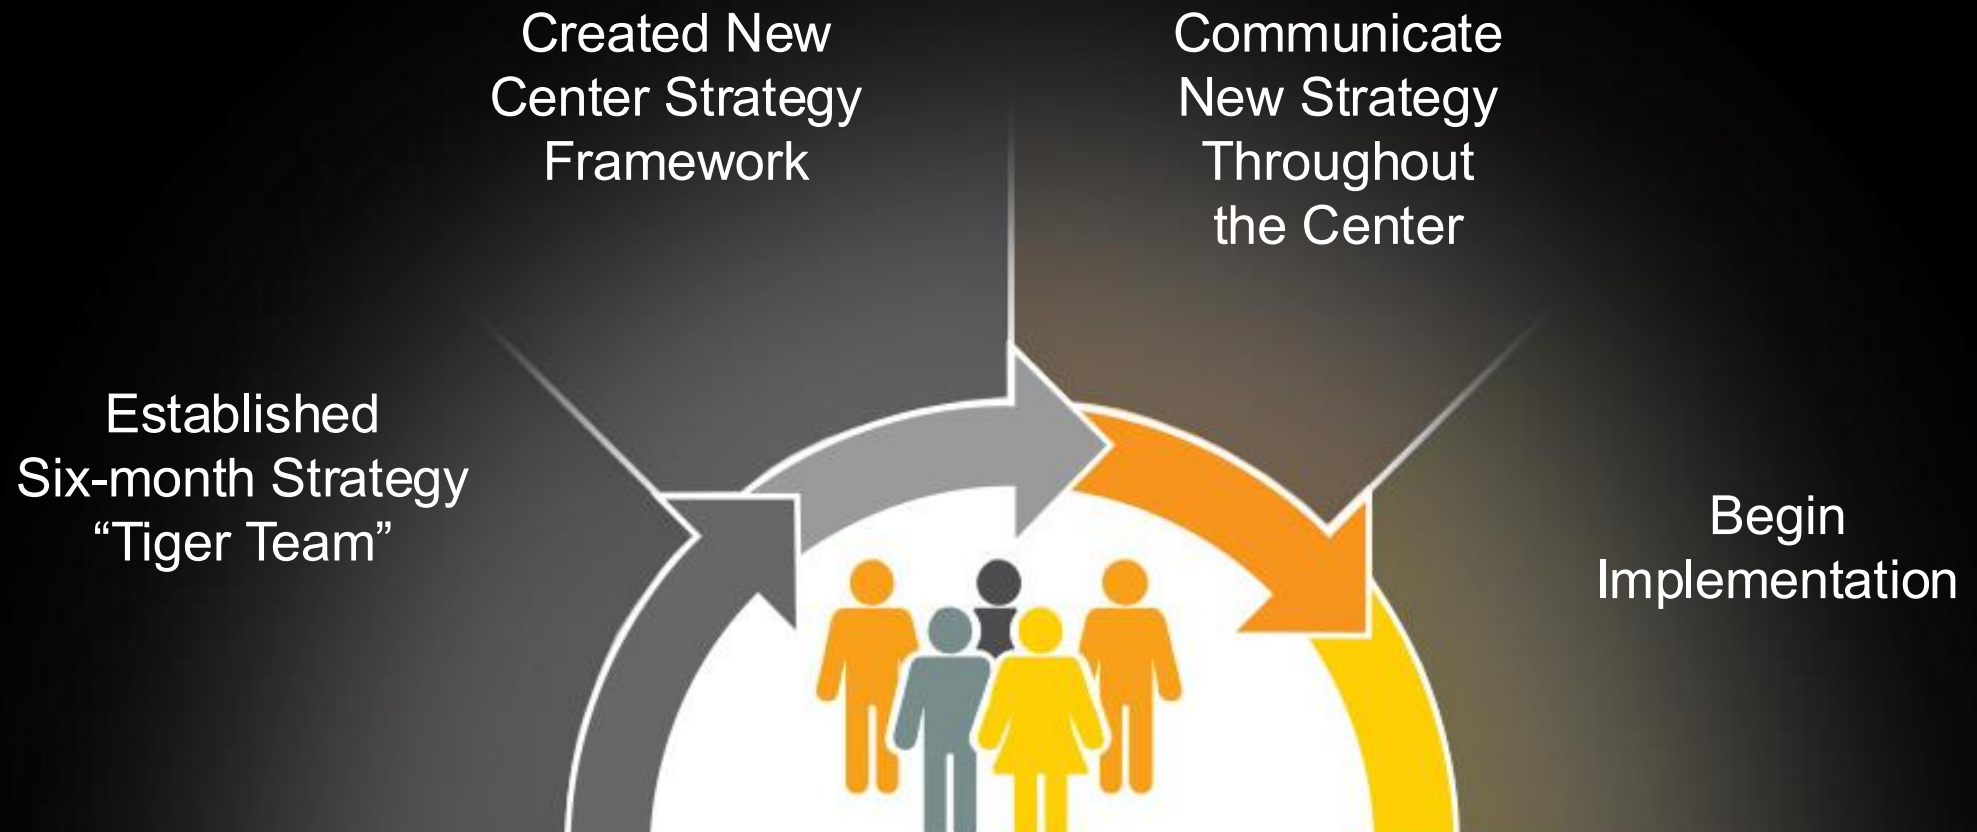 Established
Six-month Strategy
“Tiger Team”
Created New
Center Strategy
Framework
Communicate
New Strategy
Throughout
the Center
Begin
Implementation